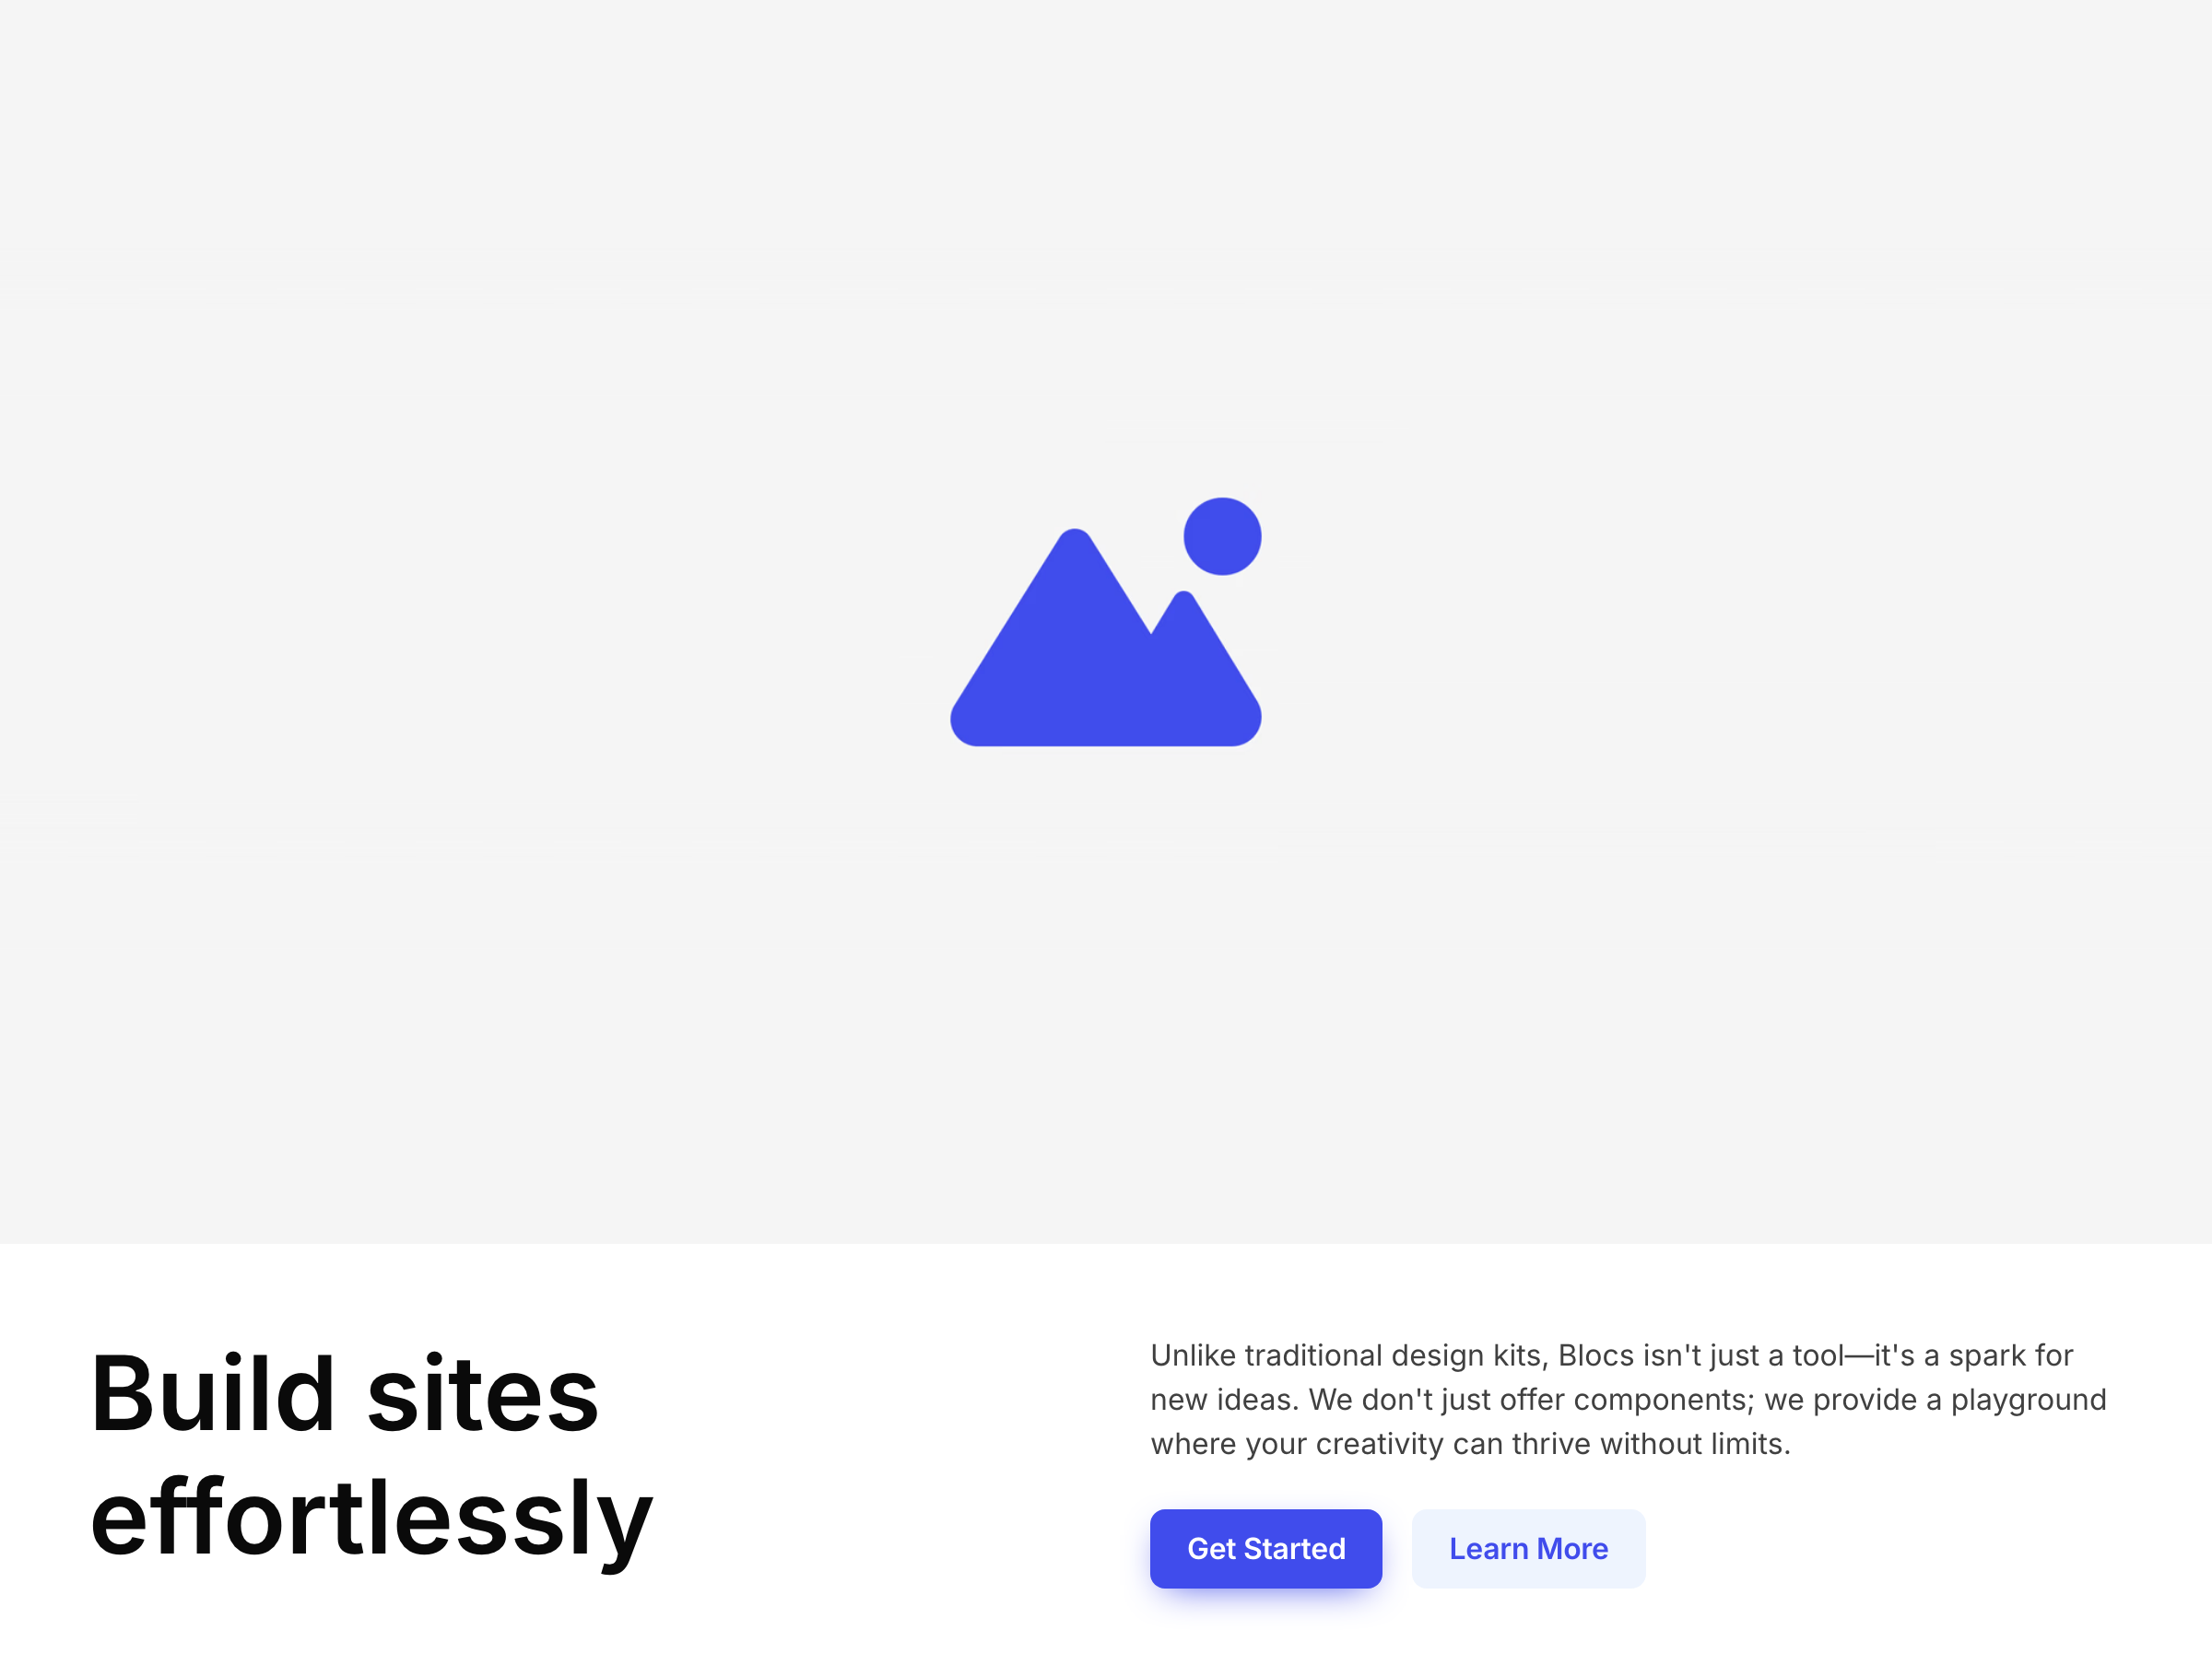 Build sites
effortlessly
Unlike traditional design kits, Blocs isn't just a tool—it's a spark for
new ideas. We don't just offer components; we provide a playground
where your creativity can thrive without limits.
Get Started
Learn More